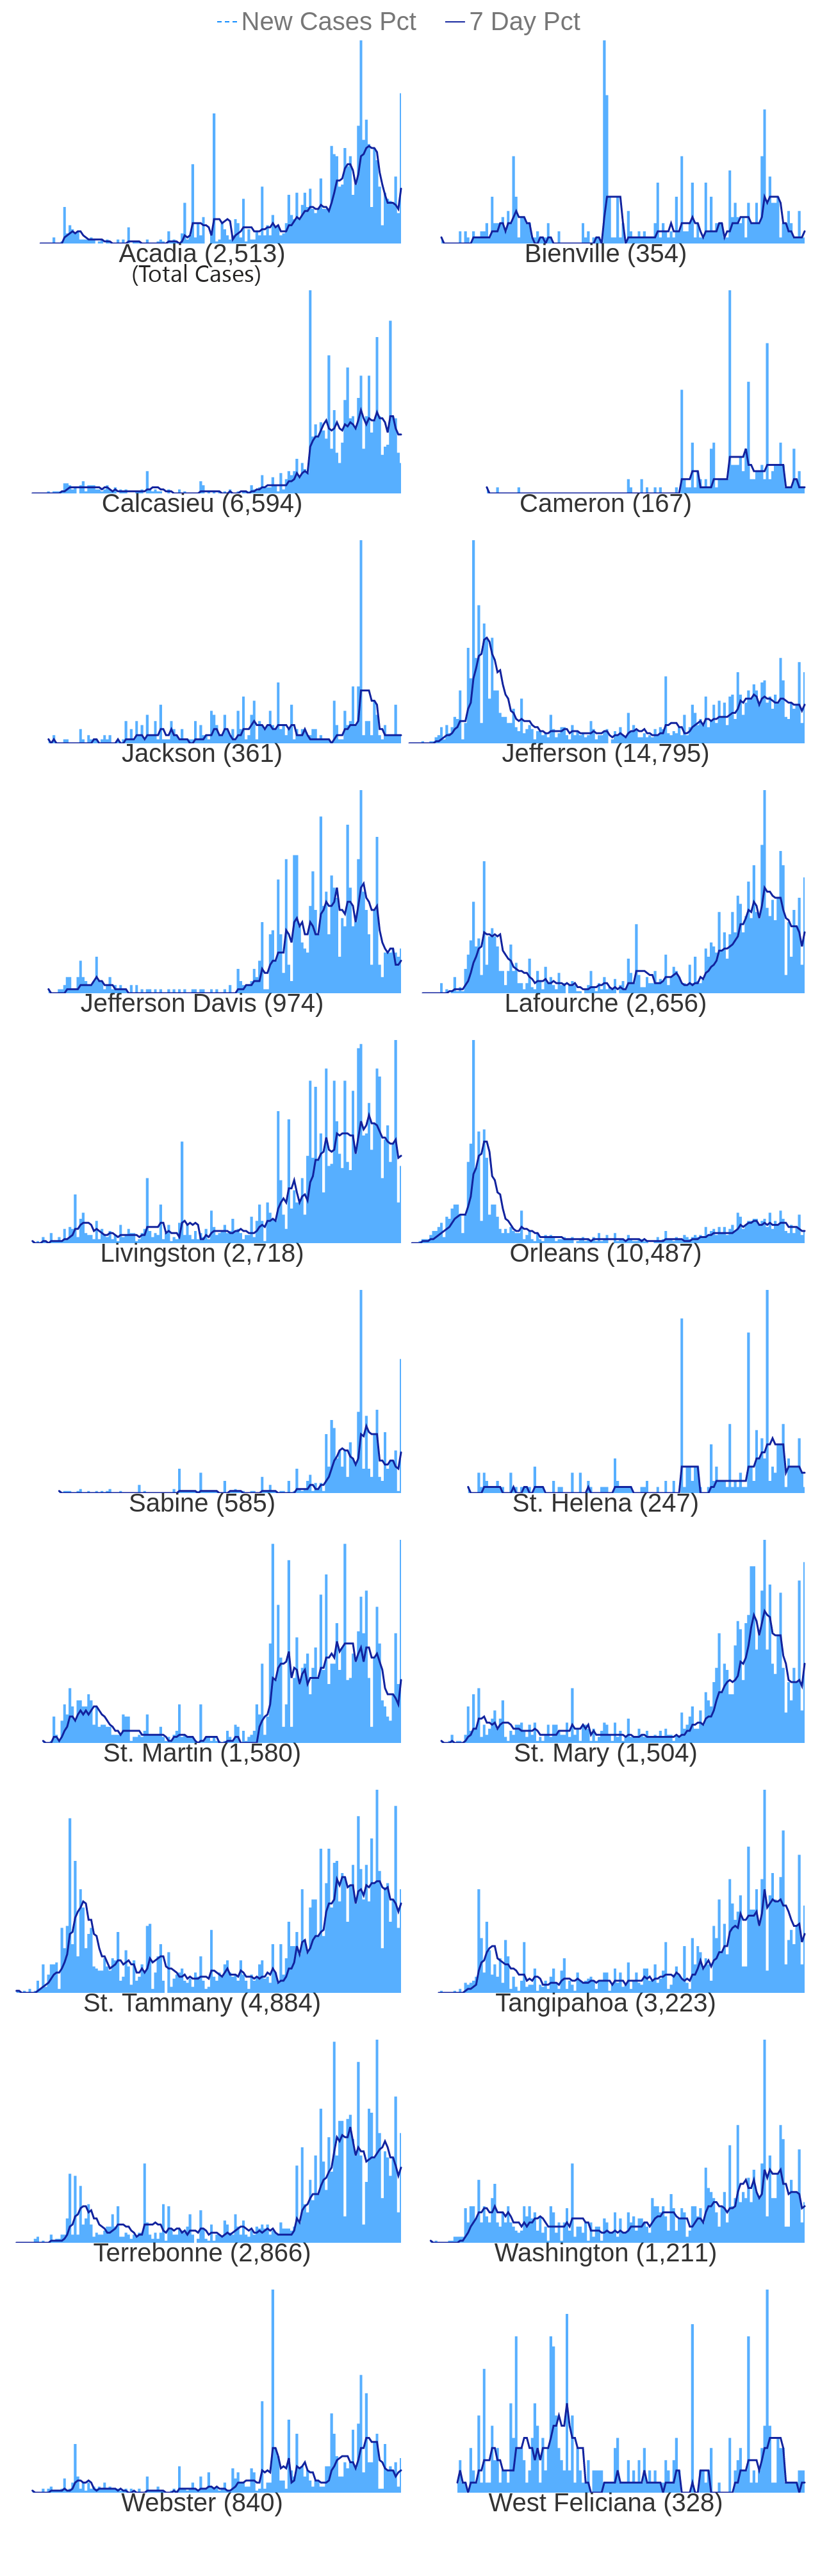 New Cases Pct 7 Day Pct
Acadia (2,513) Bienville (354)
(Total Cases)
Calcasieu (6,594) Cameron (167)
Jackson (361) Jefferson (14,795)
Jefferson Davis (974) Lafourche (2,656)
Livingston (2,718) Orleans (10,487)
Sabine (585) St. Helena (247)
St. Martin (1,580) St. Mary (1,504)
St. Tammany (4,884) Tangipahoa (3,223)
Terrebonne (2,866) Washington (1,211)
Webster (840) West Feliciana (328)